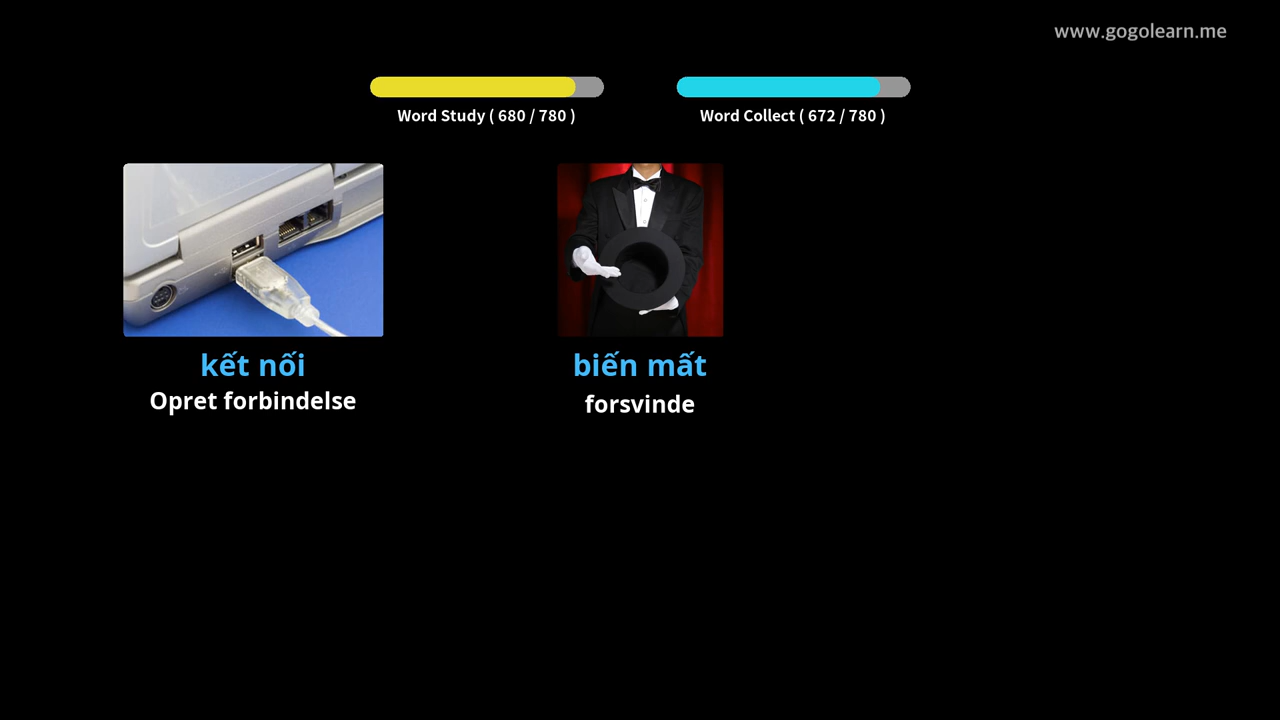 www.gogolearn.me
Word Study ( 680 / 780 )
Word Collect ( 672 / 780 )
kết nối
Opret forbindelse
biến mất
forsvinde